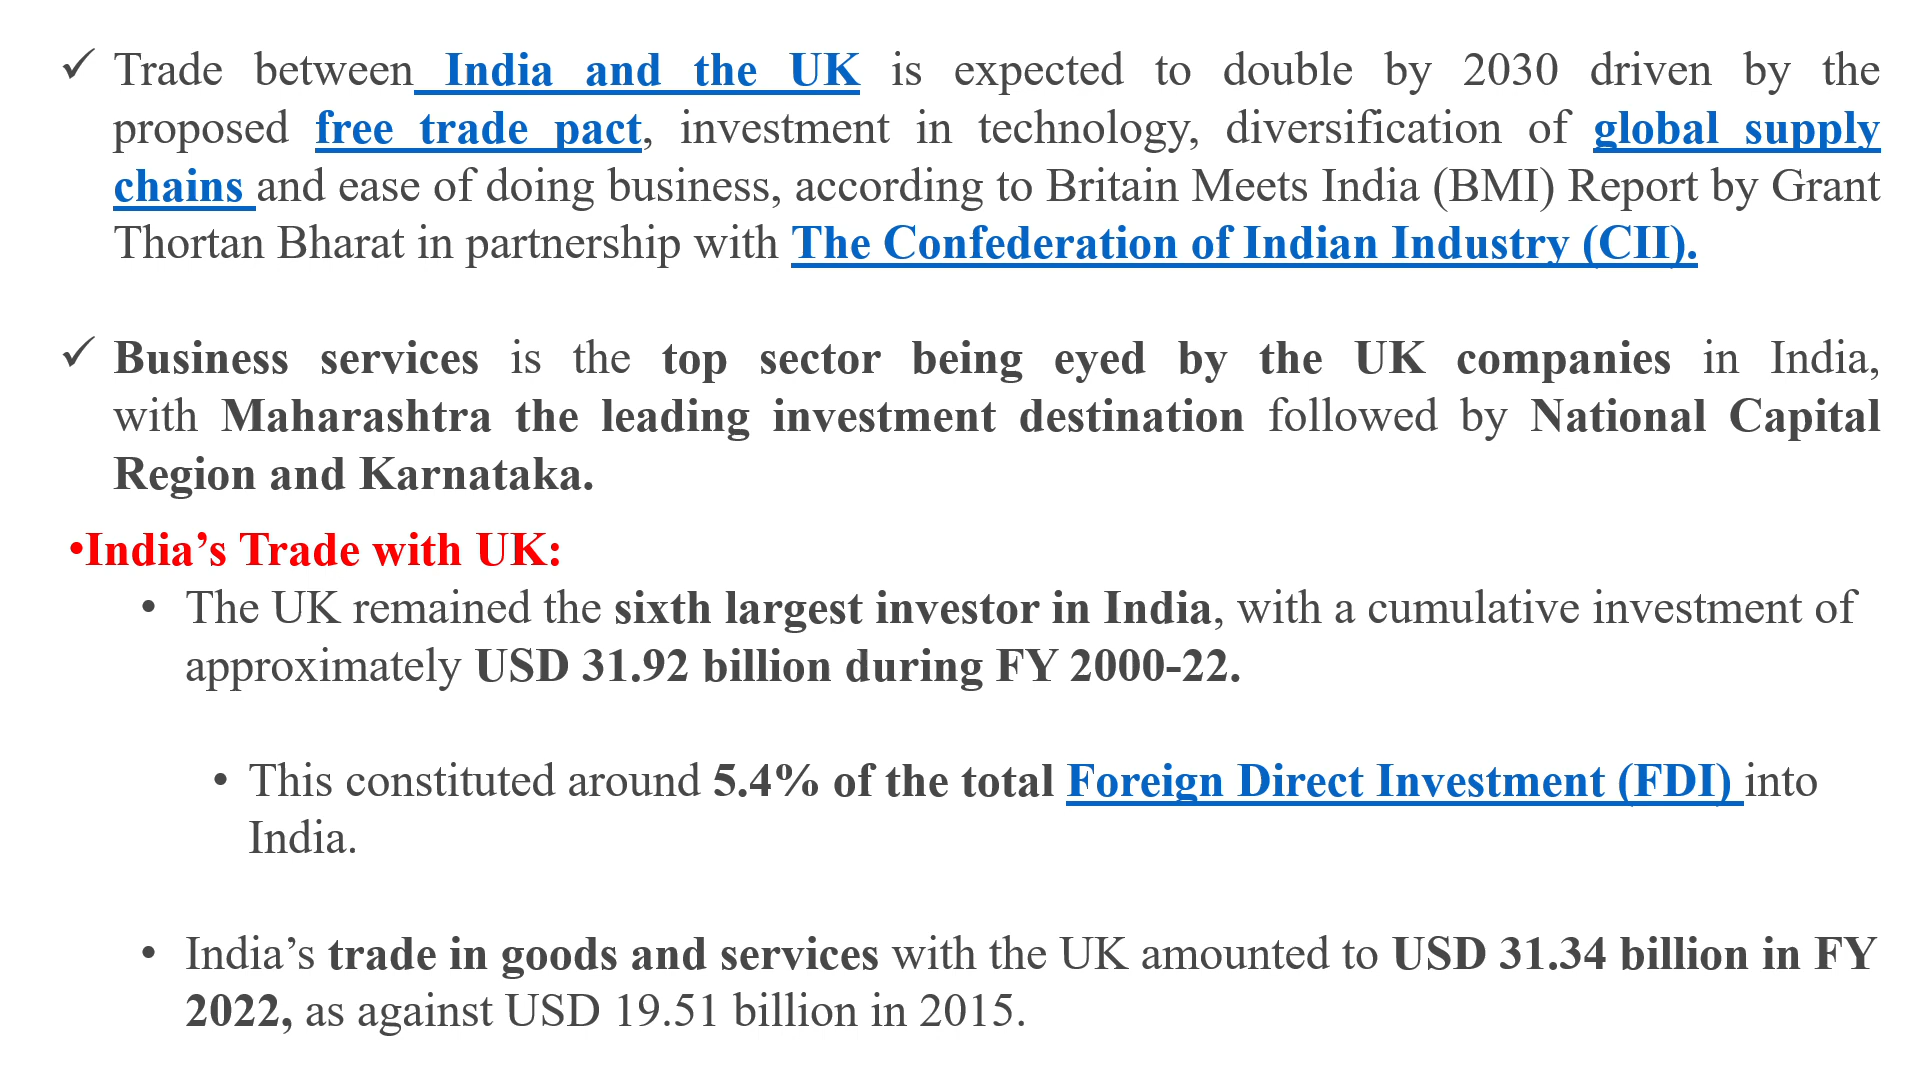 ✓ Trade between India and the UK is expected to double by 2030 driven by the
proposed free trade pact, investment in technology, diversification of global supply
chains and ease of doing business, according to Britain Meets India (BMI) Report by Grant
Thortan Bharat in partnership with The Confederation of Indian Industry (CII).
✓ Business services is the top sector being eyed by the UK companies in India,
with Maharashtra the leading investment destination followed by National Capital
Region and Karnataka.
•India’s Trade with UK:
• The UK remained the sixth largest investor in India, with a cumulative investment of
approximately USD 31.92 billion during FY 2000-22.
• This constituted around 5.4% of the total Foreign Direct Investment (FDI) into
India.
• India’s trade in goods and services with the UK amounted to USD 31.34 billion in FY
2022, as against USD 19.51 billion in 2015.